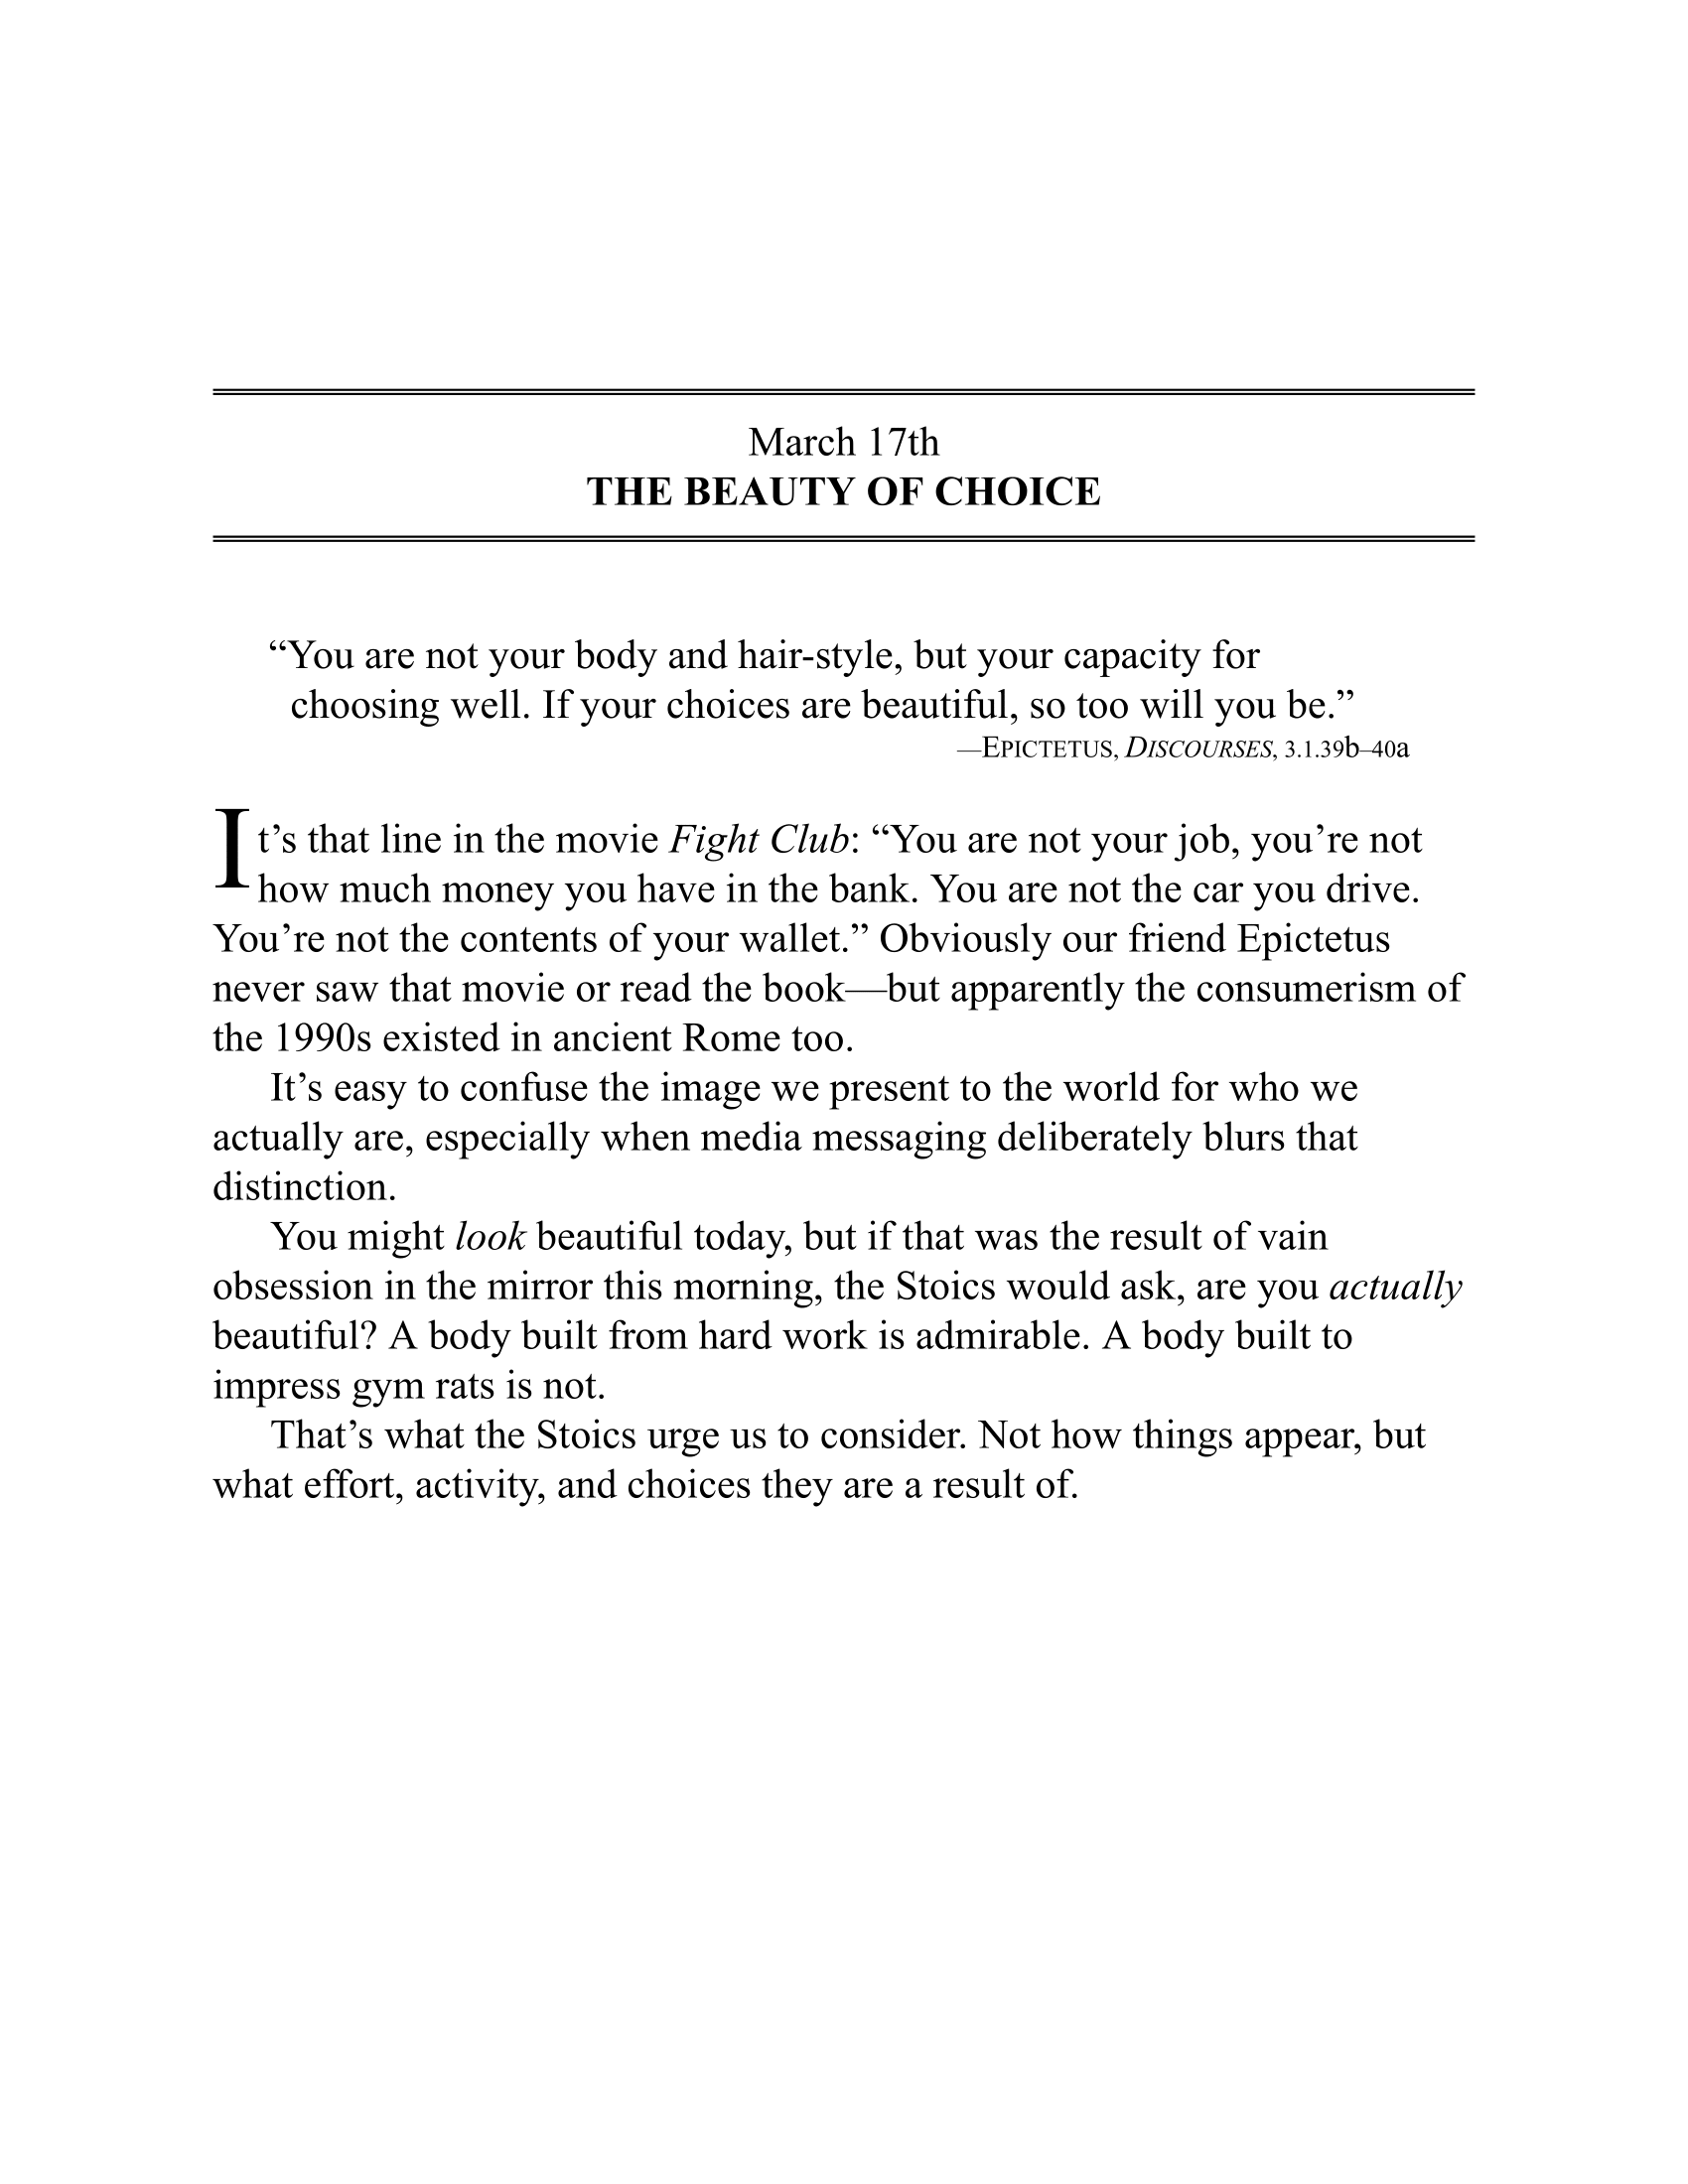 March 17th
THE BEAUTY OF CHOICE
“You are not your body and hair-style, but your capacity for
choosing well. If your choices are beautiful, so too will you be.”
—EPICTETUS, DISCOURSES, 3.1.39b–40a
It’s that line in the movie Fight Club: “You are not your job, you’re not
how much money you have in the bank. You are not the car you drive.
You’re not the contents of your wallet.” Obviously our friend Epictetus
never saw that movie or read the book—but apparently the consumerism of
the 1990s existed in ancient Rome too.
It’s easy to confuse the image we present to the world for who we
actually are, especially when media messaging deliberately blurs that
distinction.
You might look beautiful today, but if that was the result of vain
obsession in the mirror this morning, the Stoics would ask, are you actually
beautiful? A body built from hard work is admirable. A body built to
impress gym rats is not.
That’s what the Stoics urge us to consider. Not how things appear, but
what effort, activity, and choices they are a result of.